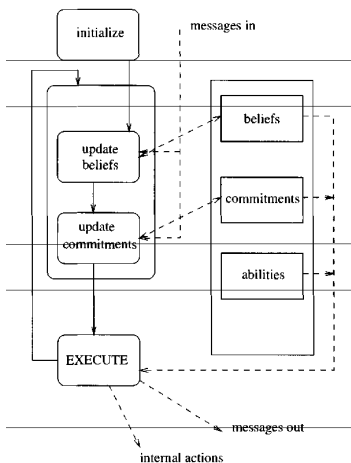 initialize
messages in
beliefs
update
beliefs
commitments
update
commitments
abilities
EXECUTE
messages out
internal actions